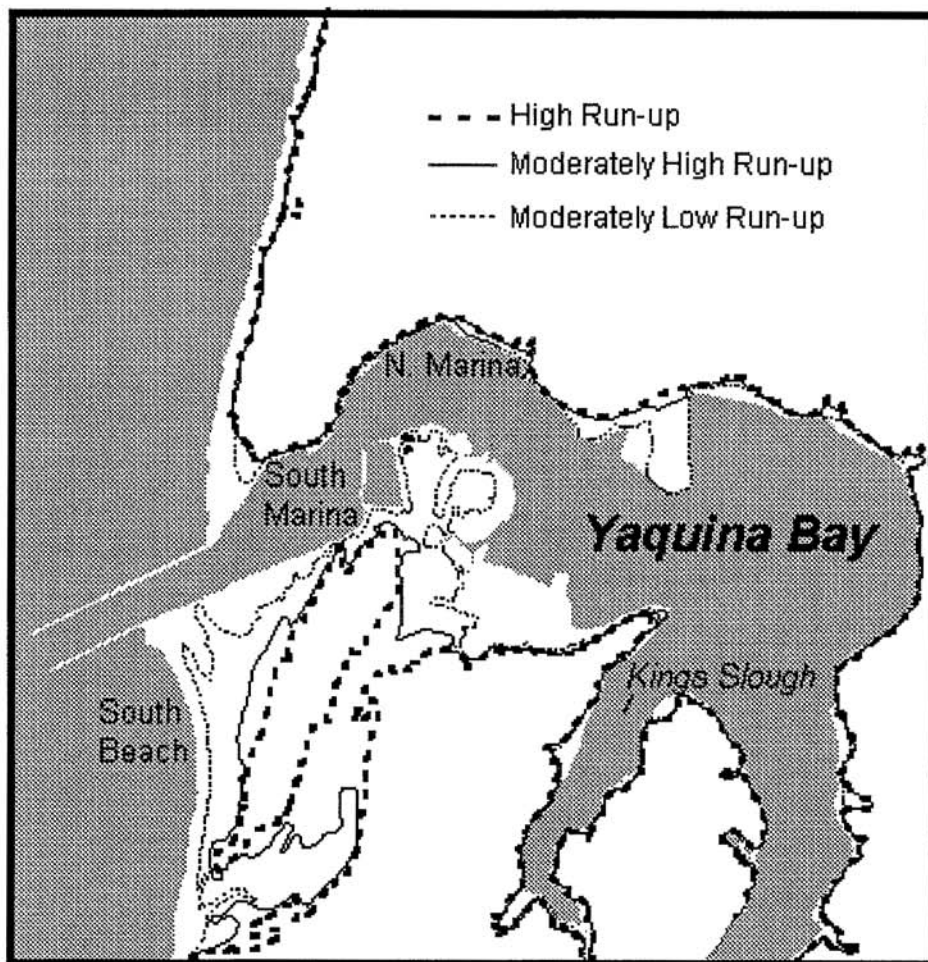 High Run-up
Moderately High Run-up
Moderately Low Run-up
N. Marina
South
Marina
Yaquina Bay
Kings Slough
South
Beach